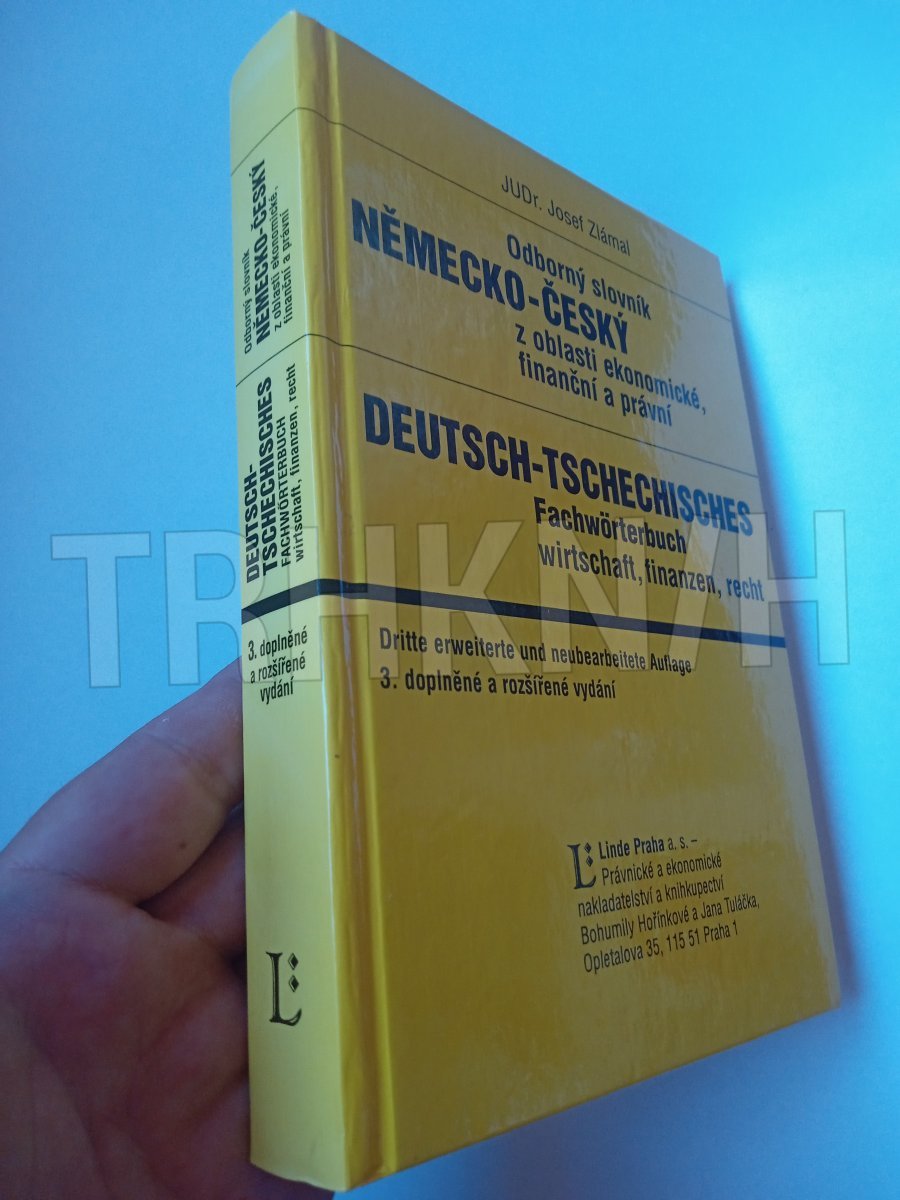 JUDr. Josef Zlámal
Odborný slovník
NĚMECKO-ČESKÝ
z oblasti ekonomické,
finanční a právní
DEUTSCH-TSCHECHISCHES
Fachwörterbuch
wirtschaft, finanzen, recht
Dritte erweiterte und neubearbeitete Auflage
3. doplněné a rozšířené vydání
L Linde Praha a. s. –
Právnické a ekonomické
nakladatelství a knihkupectví
Bohumily Hořínkové a Jana Tuláčka,
Opletalova 35, 115 51 Praha 1
Odborný slovník
NĚMECKO-ČESKÝ
z oblasti ekonomické,
finanční a právní
DEUTSCH-
TSCHECHISCHES
FACHWÖRTERBUCH
wirtschaft, finanzen, recht
3. doplněné
a rozšířené
vydání
L